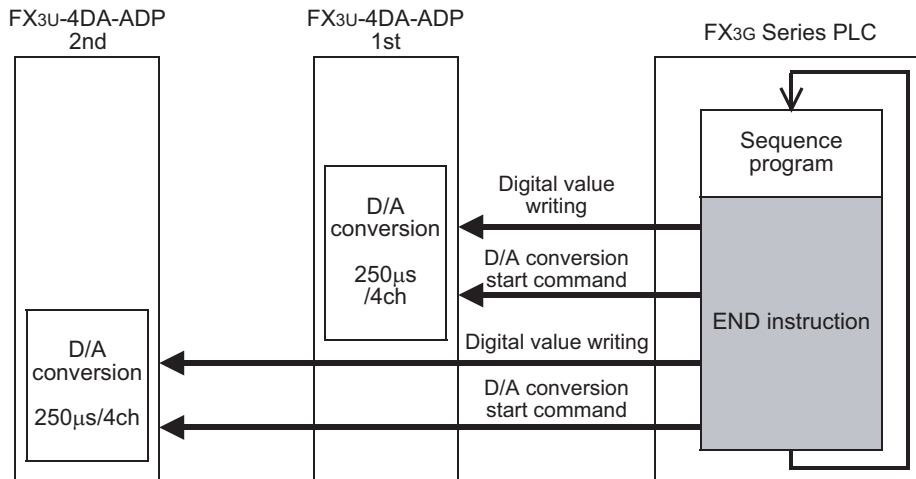 FX3U-4DA-ADP
2nd
FX3U-4DA-ADP
1st
FX3G Series PLC
Sequence
program
Digital value
writing
D/A
conversion
250μs
/4ch
D/A conversion
start command
END instruction
Digital value writing
D/A
conversion
250μs/4ch
D/A conversion
start command